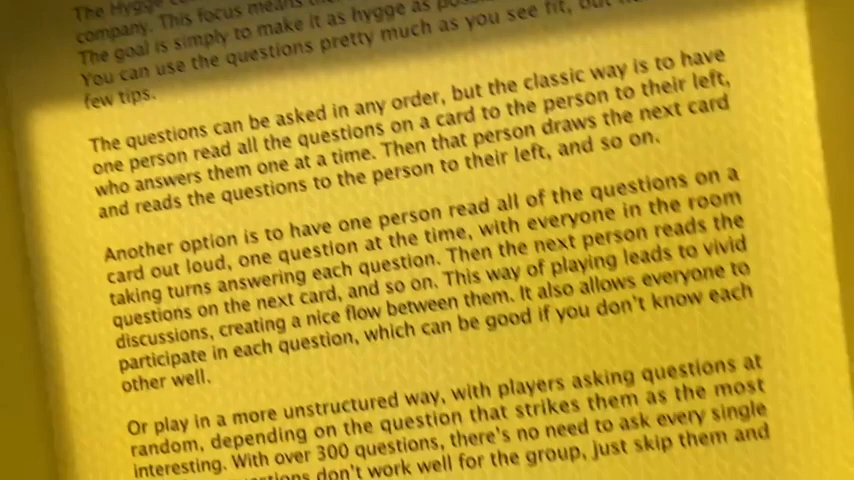 The Hygge
company. This focus means
The goal is simply to make it as hygge as
You can use the questions pretty much as you see fit, but
few tips.
The questions can be asked in any order, but the classic way is to have
one person read all the questions on a card to the person to their left,
who answers them one at a time. Then that person draws the next card
and reads the questions to the person to their left, and so on.
Another option is to have one person read all of the questions on a
card out loud, one question at the time, with everyone in the room
taking turns answering each question. Then the next person reads the
questions on the next card, and so on. This way of playing leads to vivid
discussions, creating a nice flow between them. It also allows everyone to
participate in each question, which can be good if you don't know each
other well.
Or play in a more unstructured way, with players asking questions at
random, depending on the question that strikes them as the most
interesting. With over 300 questions, there's no need to ask every single
don't work well for the group, just skip them and